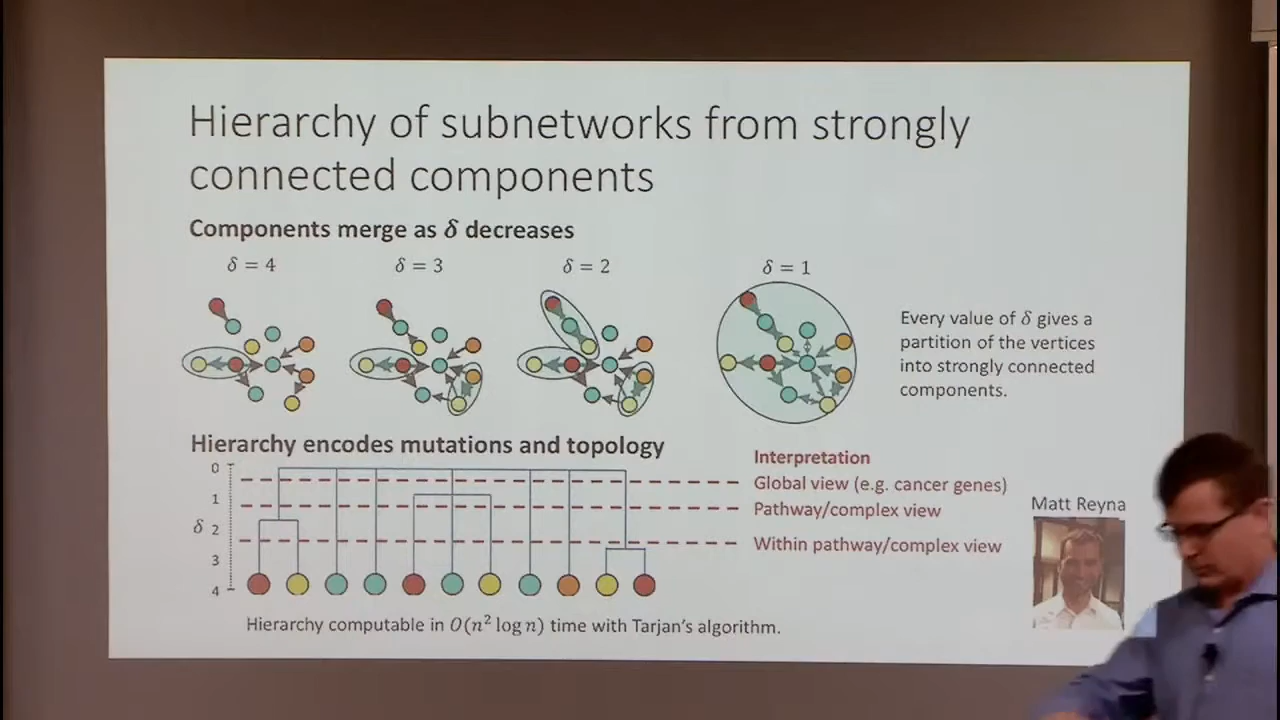 Hierarchy of subnetworks from strongly
connected components
Components merge as δ decreases
δ = 4
δ = 3
δ = 2
δ = 1
Every value of δ gives a
partition of the vertices
into strongly connected
components.
Hierarchy encodes mutations and topology
0
1
δ 2
3
4
Interpretation
Global view (e.g. cancer genes)
Pathway/complex view
Within pathway/complex view
Matt Reyna
Hierarchy computable in O(n² log n) time with Tarjan's algorithm.